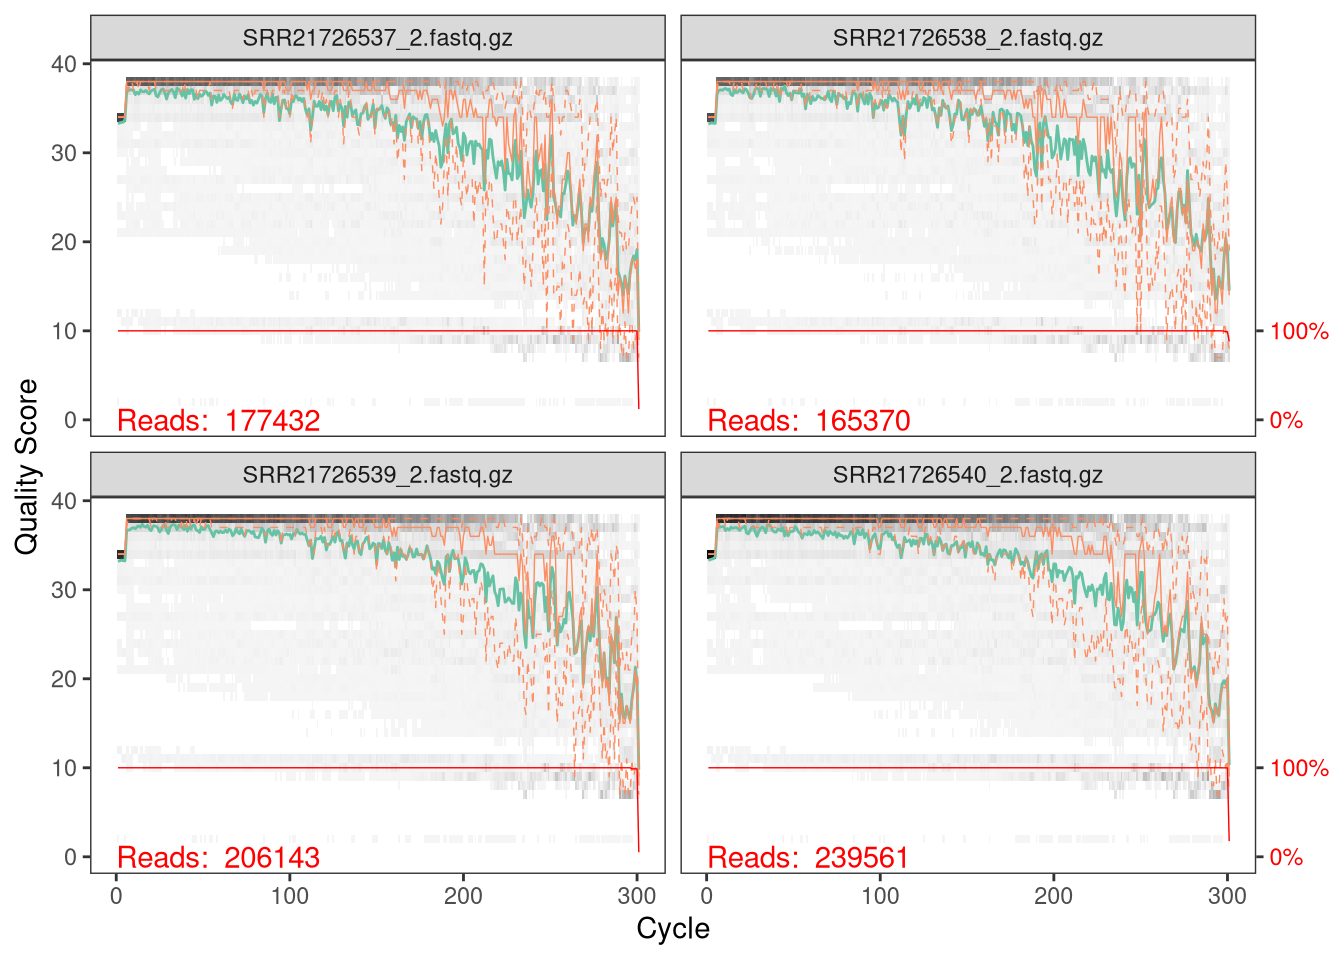 SRR21726537_2.fastq.gz
SRR21726538_2.fastq.gz
40
30
20
10
0
Reads: 177432
Reads: 165370
100%
0%
Quality Score
SRR21726539_2.fastq.gz
SRR21726540_2.fastq.gz
40
30
20
10
0
Reads: 206143
Reads: 239561
100%
0%
0 100 200 300
0 100 200 300
Cycle